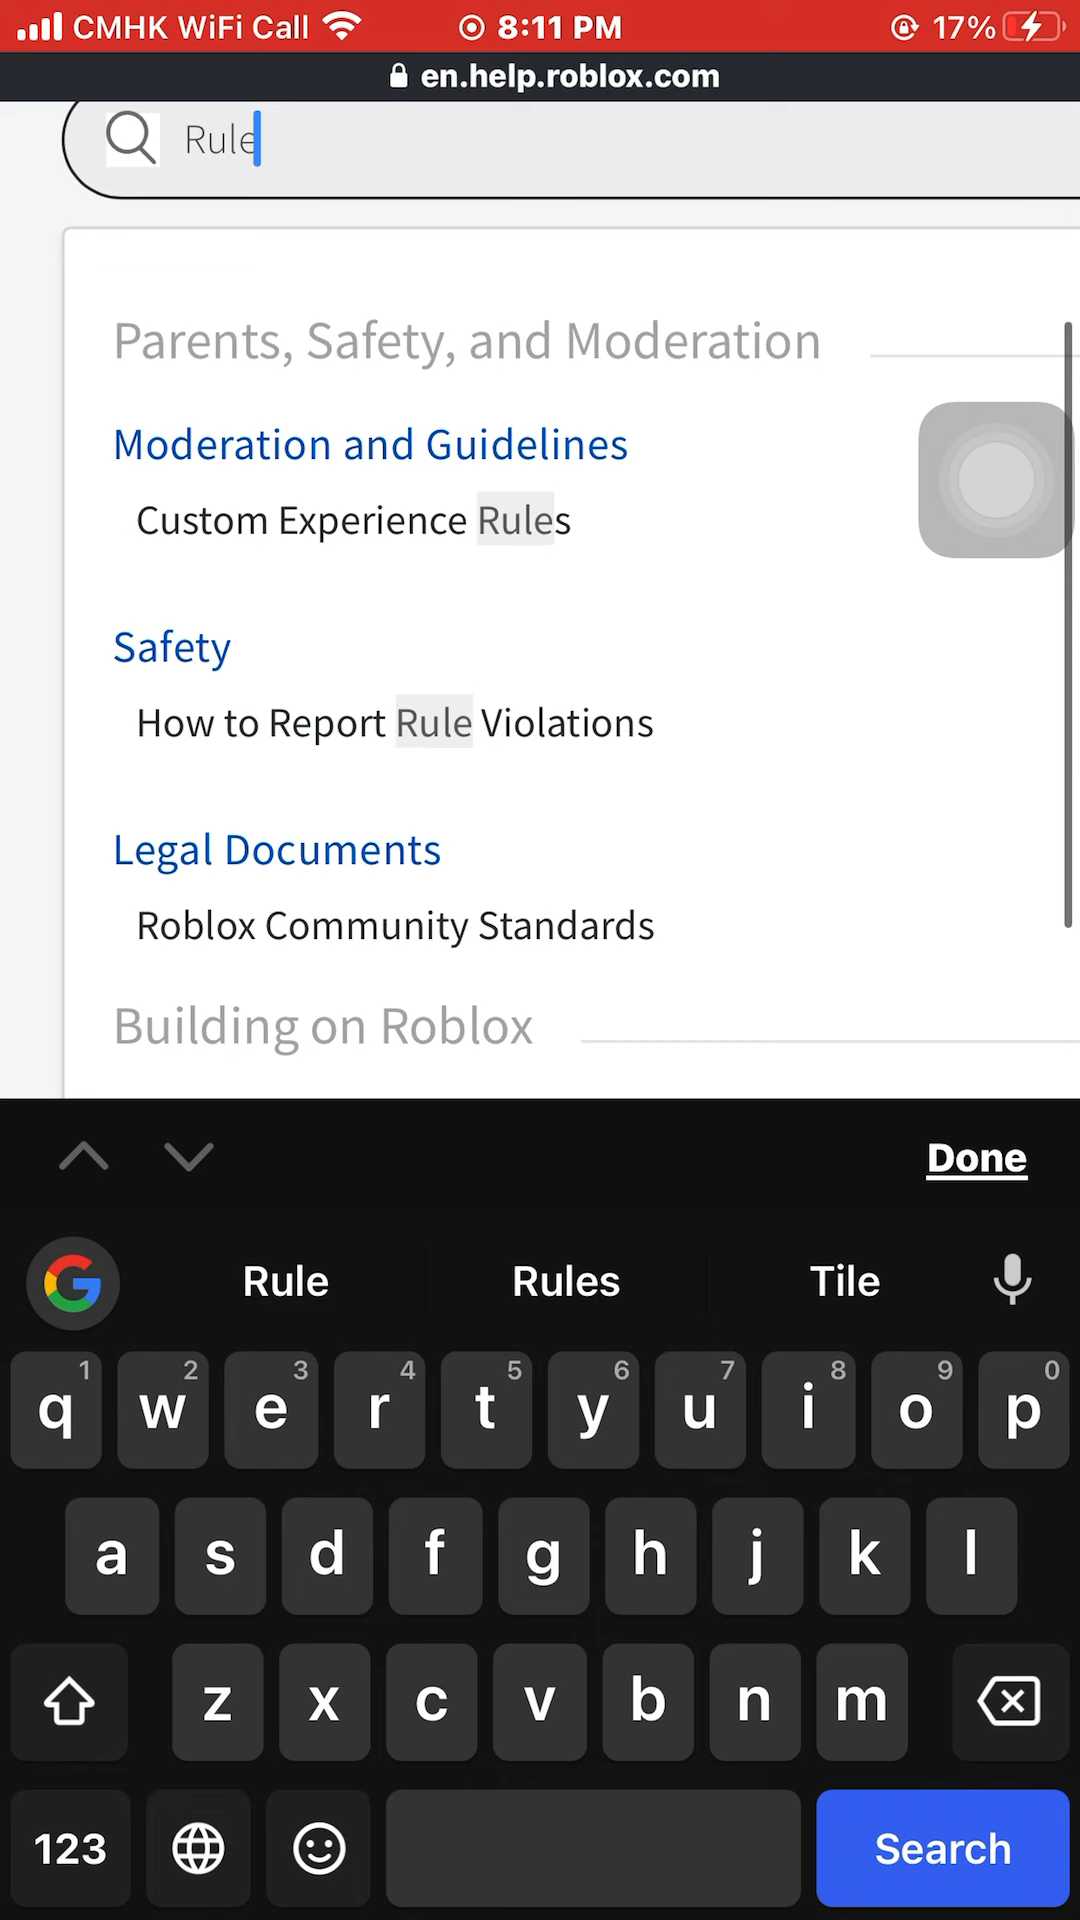 CMHK WiFi Call 8:11 PM 17%
en.help.roblox.com
Rule
Parents, Safety, and Moderation
Moderation and Guidelines
Custom Experience Rules
Safety
How to Report Rule Violations
Legal Documents
Roblox Community Standards
Building on Roblox
Done
Rule Rules Tile
1 2 3 4 5 6 7 8 9 0
q w e r t y u i o p
a s d f g h j k l
z x c v b n m
123 Search